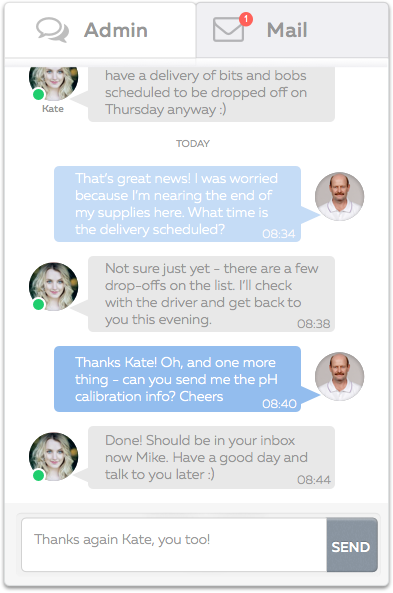 Admin
1
Mail
have a delivery of bits and bobs
scheduled to be dropped off on
Thursday anyway :)
Kate
TODAY
That's great news! I was worried
because I'm nearing the end of
my supplies here. What time is
the delivery scheduled?
08:34
Not sure just yet - there are a few
drop-offs on the list. I'll check
with the driver and get back to
you this evening.
08:38
Thanks Kate! Oh, and one more
thing - can you send me the pH
calibration info? Cheers
08:40
Done! Should be in your inbox
now Mike. Have a good day and
talk to you later :)
08:44
Thanks again Kate, you too!
SEND